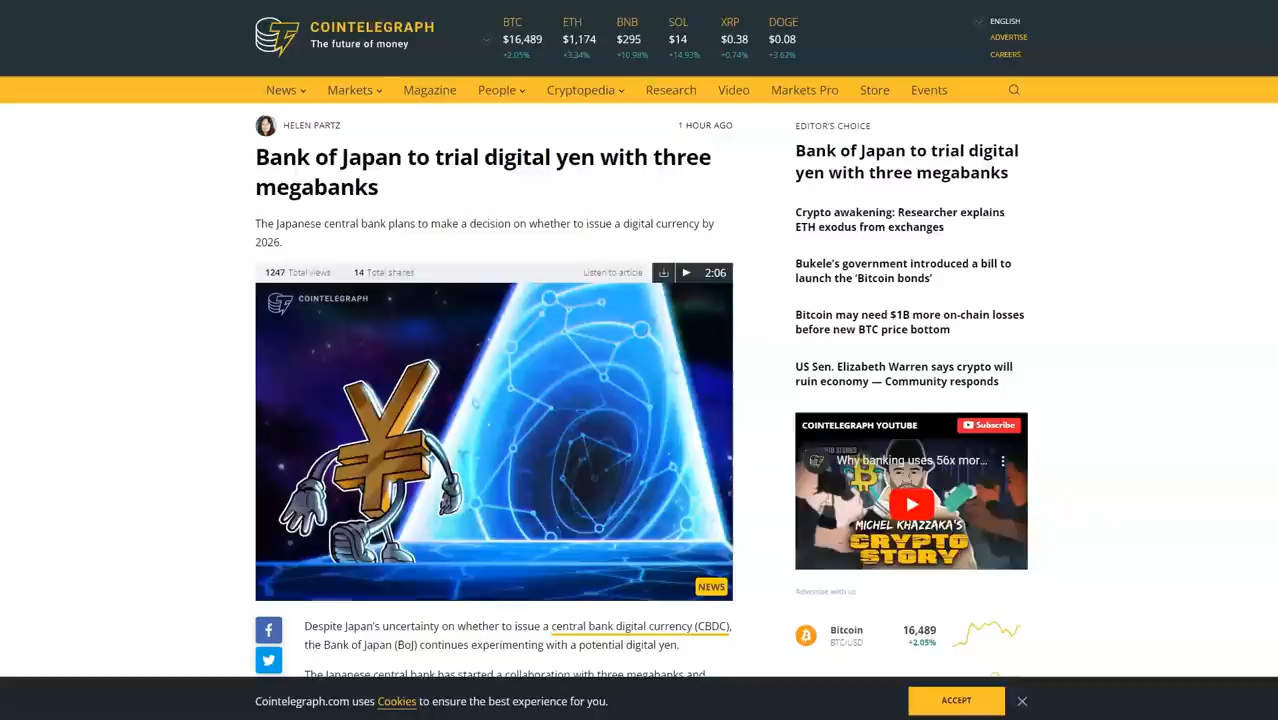 COINTELEGRAPH
The future of money
BTC ETH BNB SOL XRP DOGE
$16,489 $1,174 $295 $14 $0.38 $0.08
+2.05% +3.34% +10.98% +14.93% +0.74% +3.62%
ENGLISH
ADVERTISE
CAREERS
News Markets Magazine People Cryptopedia Research Video Markets Pro Store Events
HELEN PARTZ 1 HOUR AGO
Bank of Japan to trial digital yen with three
megabanks
The Japanese central bank plans to make a decision on whether to issue a digital currency by
2026.
1247 Total views 14 Total shares Listen to article 2:06
COINTELEGRAPH
NEWS
Despite Japan's uncertainty on whether to issue a central bank digital currency (CBDC),
the Bank of Japan (BoJ) continues experimenting with a potential digital yen.
The Japanese central bank has started a collaboration with three megabanks and
EDITOR'S CHOICE
Bank of Japan to trial digital
yen with three megabanks
Crypto awakening: Researcher explains
ETH exodus from exchanges
Bukele's government introduced a bill to
launch the 'Bitcoin bonds'
Bitcoin may need $1B more on-chain losses
before new BTC price bottom
US Sen. Elizabeth Warren says crypto will
ruin economy — Community responds
COINTELEGRAPH YOUTUBE Subscribe
Why banking uses 56x mor...
MICHEL KHAZZAKA'S
CRYPTO
STORY
Advertise with us
Bitcoin 16,489
BTC/USD +2.05%
Cointelegraph.com uses Cookies to ensure the best experience for you.
ACCEPT